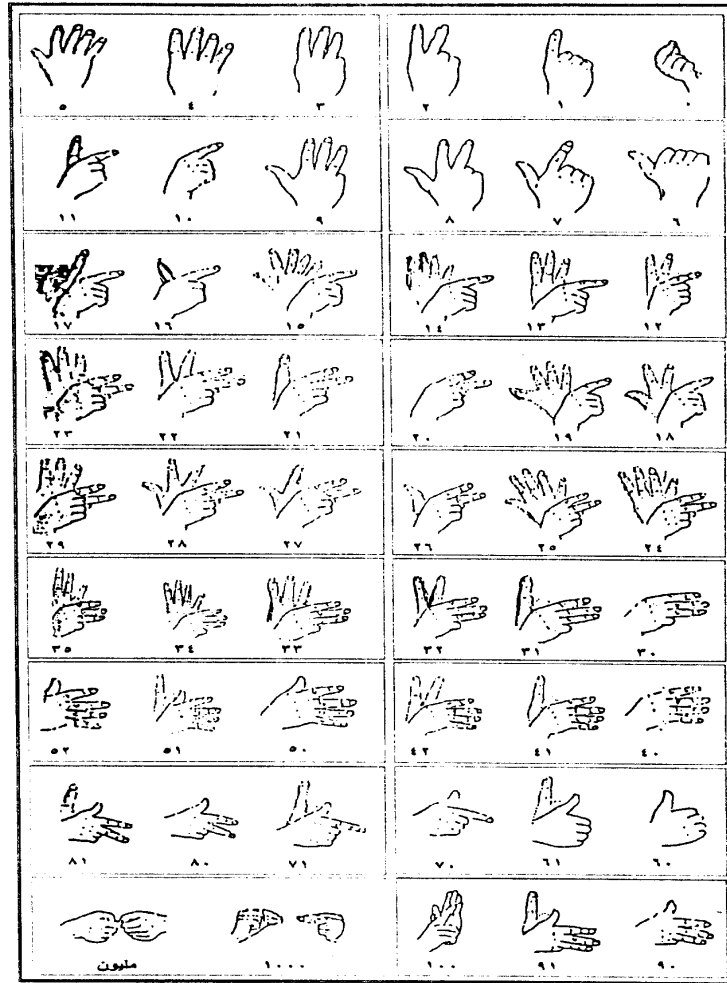 ٠ ١ ٢ ٣ ٤ ٥
٦ ٧ ٨ ٩ ١٠ ١١
١٢ ١٣ ١٤ ١٥ ١٦ ١٧
١٨ ١٩ ٢٠ ٢١ ٢٢ ٢٣
٢٤ ٢٥ ٢٦ ٢٧ ٢٨ ٢٩
٣٠ ٣١ ٣٢ ٣٣ ٣٤ ٣٥
٤٠ ٤١ ٤٢ ٥٠ ٥١ ٥٢
٦٠ ٦١ ٧٠ ٧١ ٨٠ ٨١
٩٠ ٩١ ١٠٠ ١٠٠٠ مليون